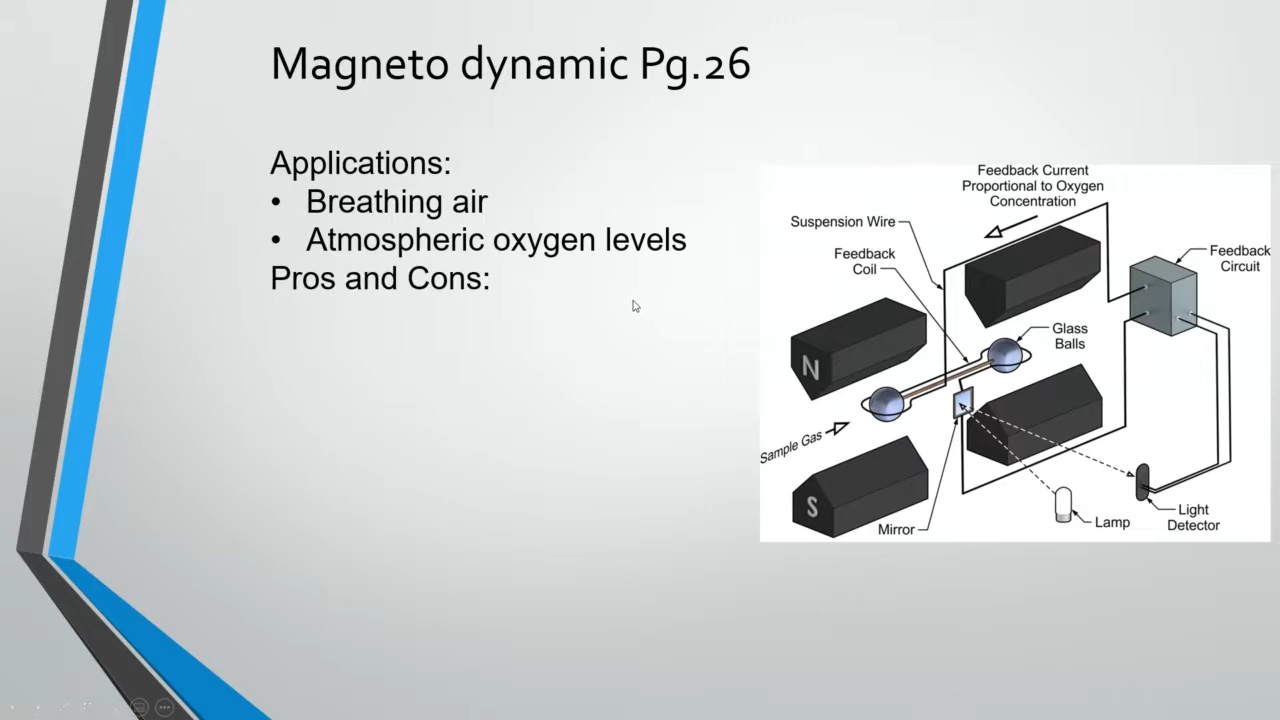 Magneto dynamic Pg.26
Applications:
• Breathing air
• Atmospheric oxygen levels
Pros and Cons:
Feedback Current
Proportional to Oxygen
Concentration
Suspension Wire
Feedback
Coil
Feedback
Circuit
Glass
Balls
N
Sample Gas
S
Mirror
Lamp
Light
Detector